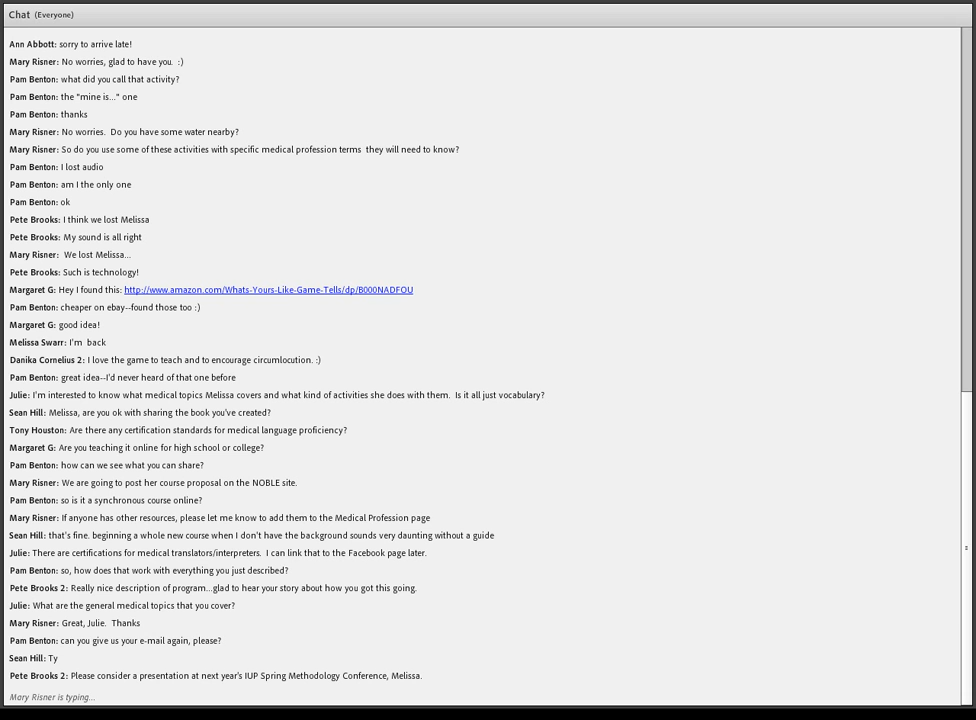 Chat (Everyone)
Ann Abbott: sorry to arrive late!
Mary Risner: No worries, glad to have you.  :)
Pam Benton: what did you call that activity?
Pam Benton: the "mine is..." one
Pam Benton: thanks
Mary Risner: No worries.  Do you have some water nearby?
Mary Risner: So do you use some of these activities with specific medical profession terms  they will need to know?
Pam Benton: I lost audio
Pam Benton: am I the only one
Pam Benton: ok
Pete Brooks: I think we lost Melissa
Pete Brooks: My sound is all right
Mary Risner:  We lost Melissa...
Pete Brooks: Such is technology!
Margaret G: Hey I found this: http://www.amazon.com/Whats-Yours-Like-Game-Tells/dp/B000NADFOU
Pam Benton: cheaper on ebay--found those too :)
Margaret G: good idea!
Melissa Swarr: I'm  back
Danika Cornelius 2: I love the game to teach and to encourage circumlocution. :)
Pam Benton: great idea--I'd never heard of that one before
Julie: I'm interested to know what medical topics Melissa covers and what kind of activities she does with them.  Is it all just vocabulary?
Sean Hill: Melissa, are you ok with sharing the book you've created?
Tony Houston: Are there any certification standards for medical language proficiency?
Margaret G: Are you teaching it online for high school or college?
Pam Benton: how can we see what you can share?
Mary Risner: We are going to post her course proposal on the NOBLE site.
Pam Benton: so is it a synchronous course online?
Mary Risner: If anyone has other resources, please let me know to add them to the Medical Profession page
Sean Hill: that's fine. beginning a whole new course when I don't have the background sounds very daunting without a guide
Julie: There are certifications for medical translators/interpreters.  I can link that to the Facebook page later.
Pam Benton: so, how does that work with everything you just described?
Pete Brooks 2: Really nice description of program...glad to hear your story about how you got this going.
Julie: What are the general medical topics that you cover?
Mary Risner: Great, Julie.  Thanks
Pam Benton: can you give us your e-mail again, please?
Sean Hill: Ty
Pete Brooks 2: Please consider a presentation at next year's IUP Spring Methodology Conference, Melissa.
Mary Risner is typing...